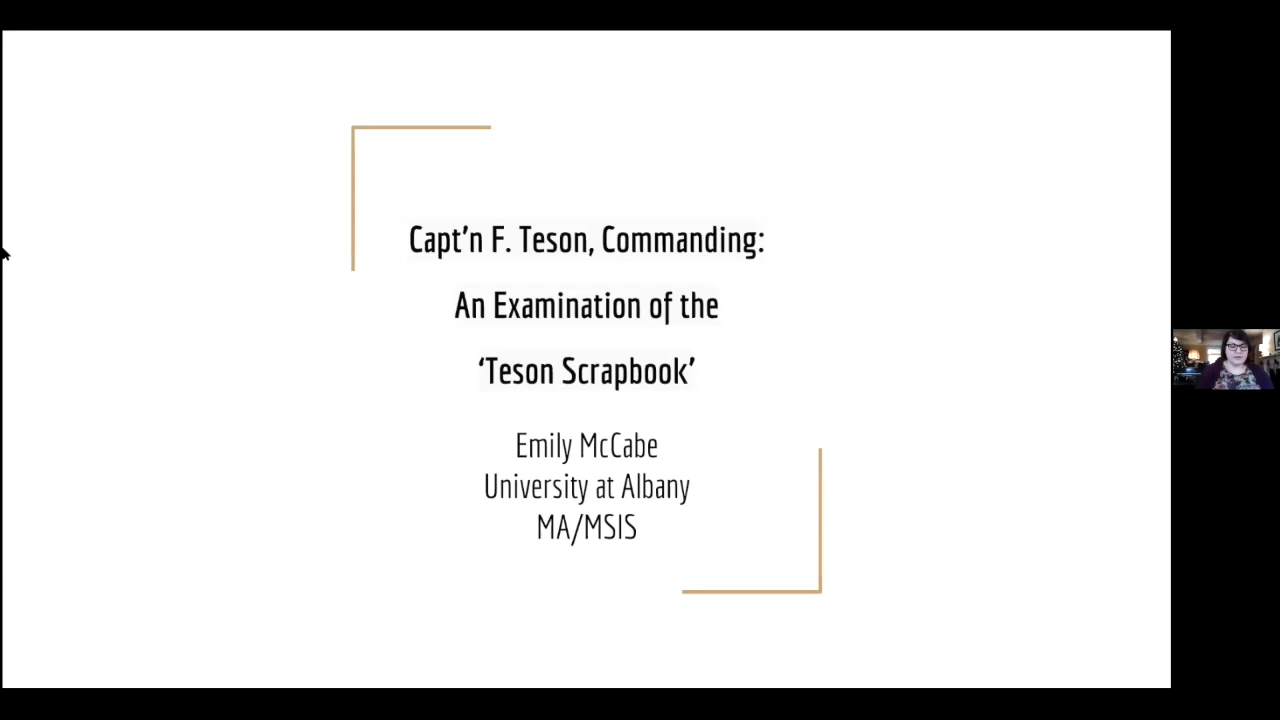 Capt’n F. Teson, Commanding:
An Examination of the
‘Teson Scrapbook’
Emily McCabe
University at Albany
MA/MSIS